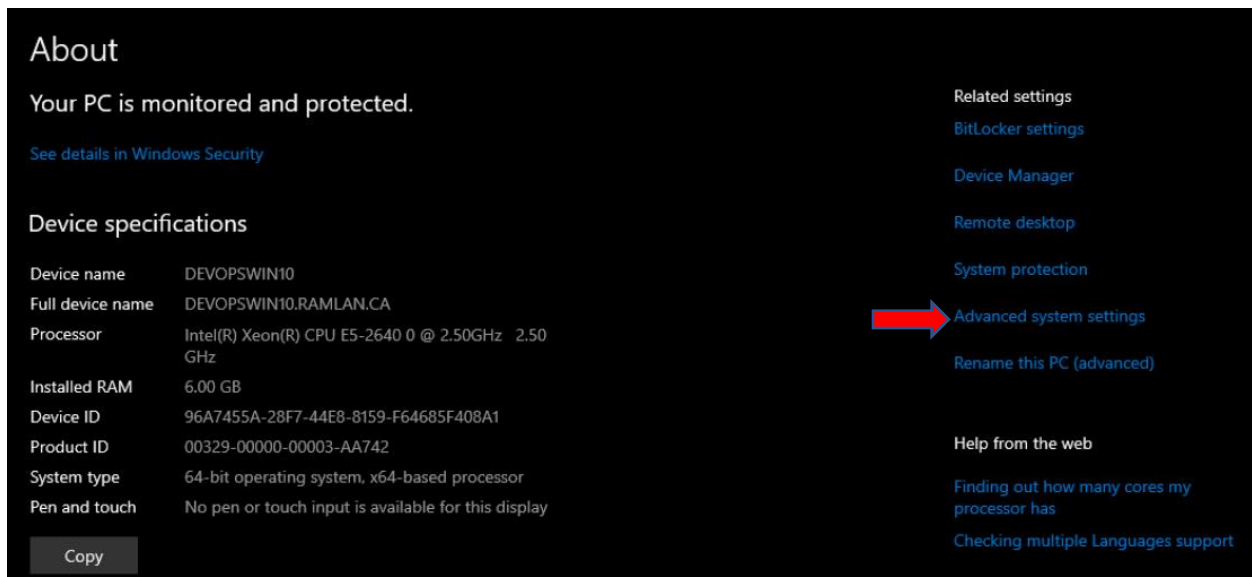 About
Your PC is monitored and protected.
See details in Windows Security
Device specifications
Device name DEVOPSWIN10
Full device name DEVOPSWIN10.RAMLAN.CA
Processor Intel(R) Xeon(R) CPU E5-2640 0 @ 2.50GHz 2.50
GHz
Installed RAM 6.00 GB
Device ID 96A7455A-28F7-44E8-8159-F64685F408A1
Product ID 00329-00000-00003-AA742
System type 64-bit operating system, x64-based processor
Pen and touch No pen or touch input is available for this display
Copy
Related settings
BitLocker settings
Device Manager
Remote desktop
System protection
Advanced system settings
Rename this PC (advanced)
Help from the web
Finding out how many cores my
processor has
Checking multiple Languages support